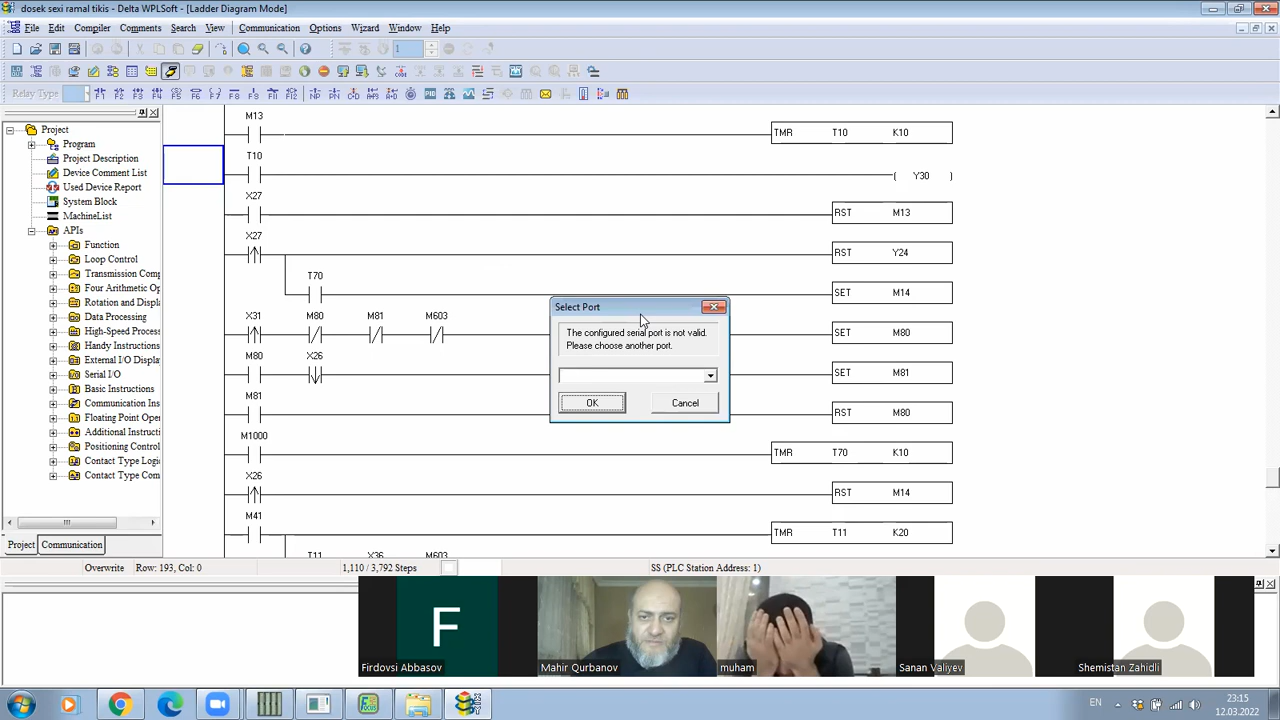 dosek sexi ramal tikis - Delta WPLSoft - [Ladder Diagram Mode]
File Edit Compiler Comments Search View Communication Options Wizard Window Help
1
Relay Type
Project
Program
Project Description
Device Comment List
Used Device Report
System Block
MachineList
APIs
Function
Loop Control
Transmission Comp
Four Arithmetic Op
Rotation and Displa
Data Processing
High-Speed Proces
Handy Instructions
External I/O Display
Serial I/O
Basic Instructions
Communication Ins
Floating Point Oper
Additional Instructi
Positioning Control
Contact Type Logic
Contact Type Com
Project Communication
M13
TMR T10 K10
T10
Y30
X27
RST M13
X27
RST Y24
T70
SET M14
X31 M80 M81 M603
SET M80
M80 X26
SET M81
M81
RST M80
M1000
TMR T70 K10
X26
RST M14
M41
TMR T11 K20
T11 X36 M603
Select Port
The configured serial port is not valid.
Please choose another port.
OK Cancel
Overwrite Row: 193, Col: 0 1,110 / 3,792 Steps SS (PLC Station Address: 1)
F
Firdovsi Abbasov Mahir Qurbanov muham Sanan Valiyev Shemistan Zahidli
EN
23:15
12.03.2022